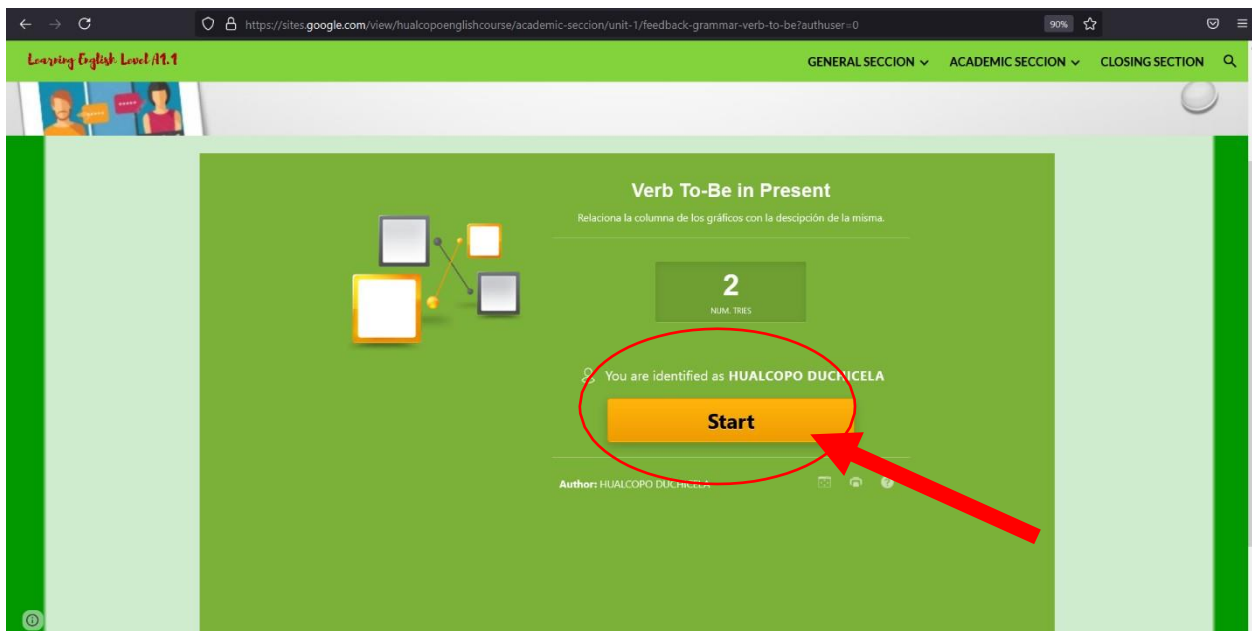 https://sites.google.com/view/hualcopoenglishcourse/academic-seccion/unit-1/feedback-grammar-verb-to-be?authuser=0
90%
Learning English Level A1.1
GENERAL SECCION
ACADEMIC SECCION
CLOSING SECTION
Verb To-Be in Present
Relaciona la columna de los gráficos con la descipción de la misma.
2
NUM. TRIES
You are identified as HUALCOPO DUCHICELA
Start
Author: HUALCOPO DUCHICELA